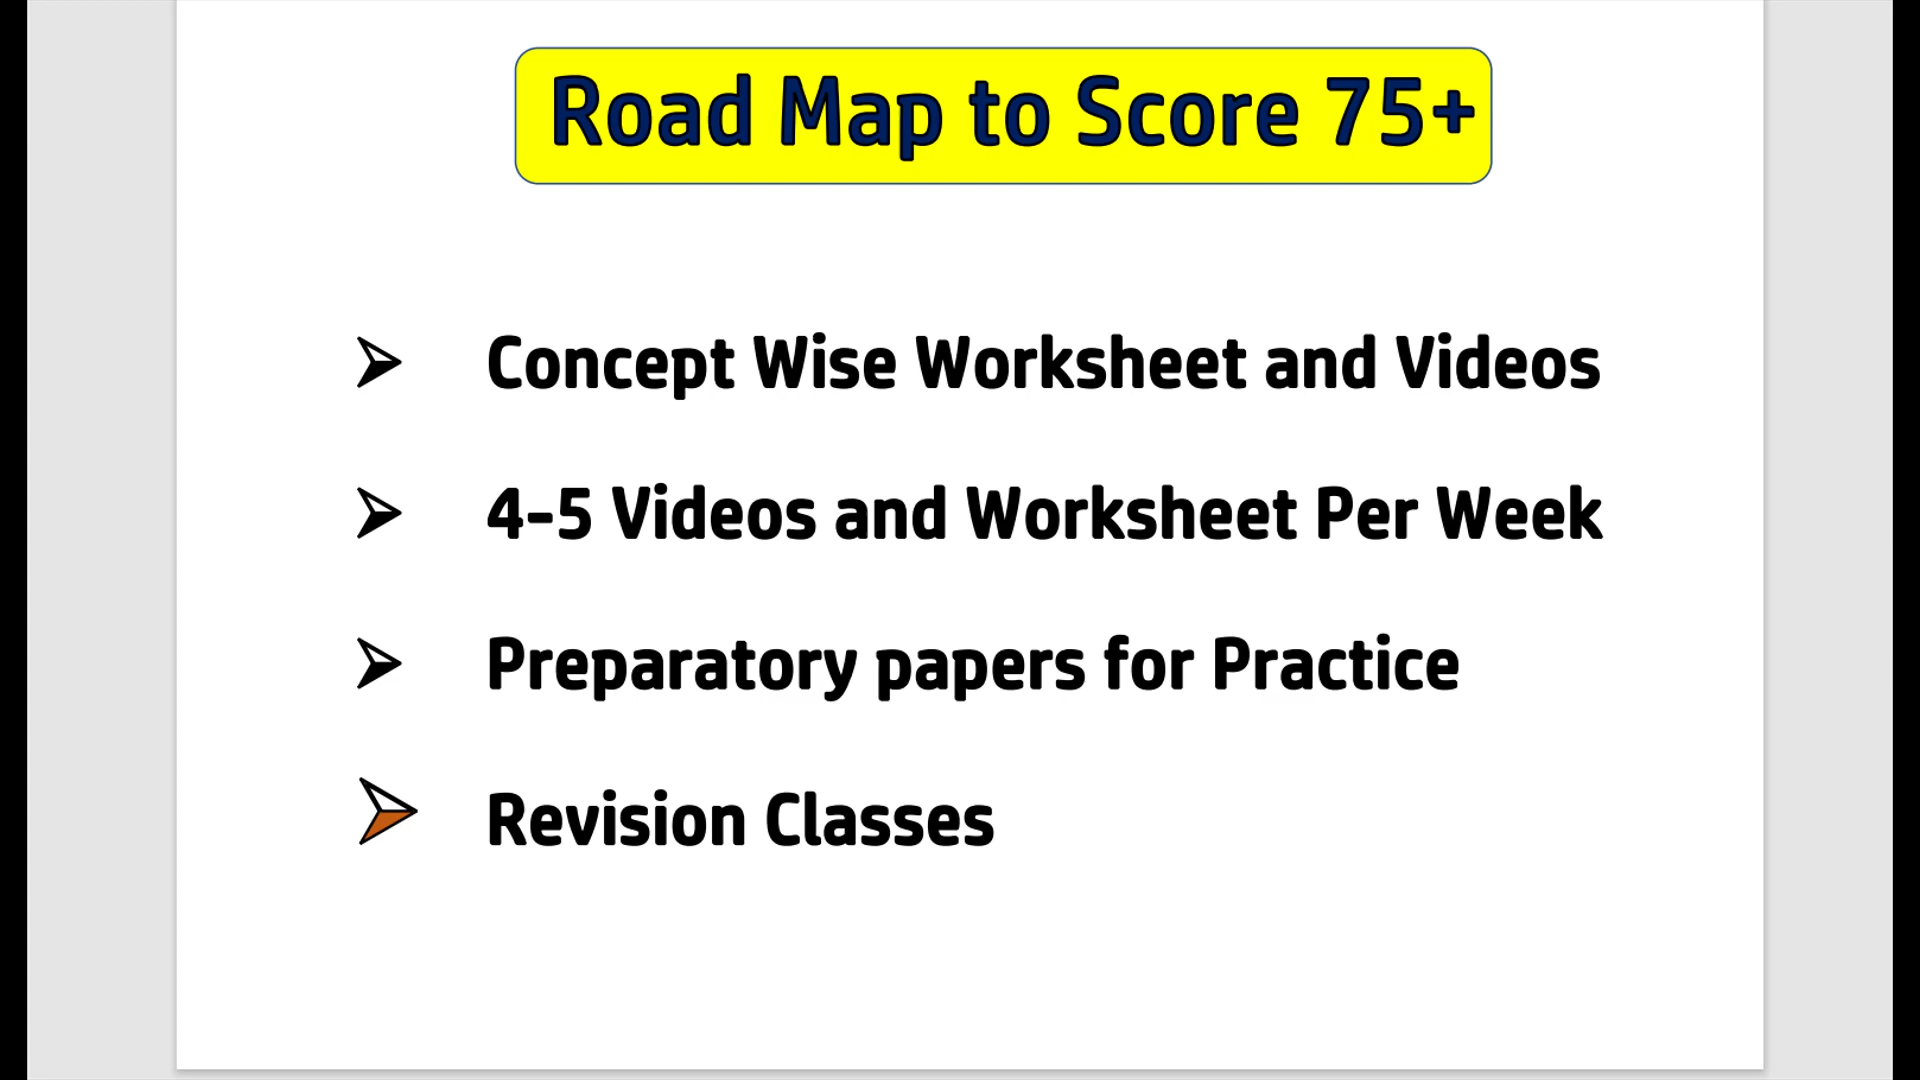 Road Map to Score 75+
Concept Wise Worksheet and Videos
4-5 Videos and Worksheet Per Week
Preparatory papers for Practice
Revision Classes